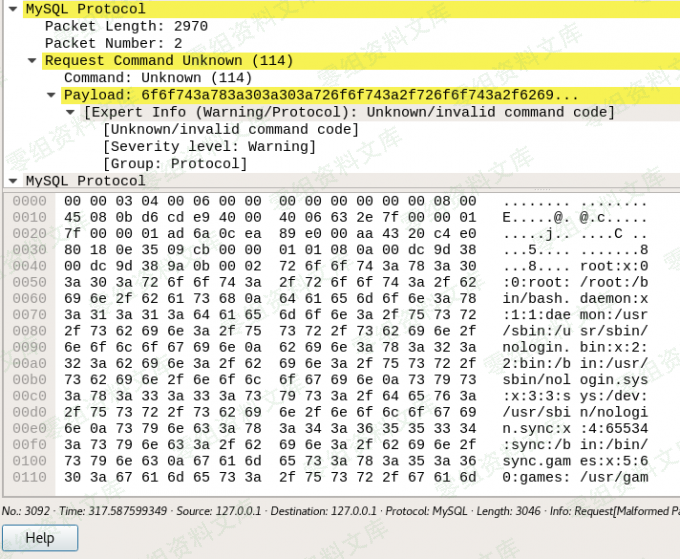 MySQL Protocol
Packet Length: 2970
Packet Number: 2
Request Command Unknown (114)
Command: Unknown (114)
Payload: 6f6f743a783a303a303a726f6f743a2f726f6f743a2f6269...
[Expert Info (Warning/Protocol): Unknown/invalid command code]
[Unknown/invalid command code]
[Severity level: Warning]
[Group: Protocol]
MySQL Protocol
0000 00 00 03 04 00 06 00 00 00 00 00 00 00 00 08 00 ........ ........
0010 45 08 0b d6 cd e9 40 00 40 06 63 2e 7f 00 00 01 E.....@. @.c.....
0020 7f 00 00 01 ad 6a 0c ea 89 e0 00 aa 43 20 c4 e0 .....j.. ....C ..
0030 80 18 0e 35 09 cb 00 00 01 01 08 0a 00 dc 9d 38 ...5.... .......8
0040 00 dc 9d 38 9a 0b 00 02 72 6f 6f 74 3a 78 3a 30 ...8.... root:x:0
0050 3a 30 3a 72 6f 6f 74 3a 2f 72 6f 6f 74 3a 2f 62 :0:root: /root:/b
0060 69 6e 2f 62 61 73 68 0a 64 61 65 6d 6f 6e 3a 78 in/bash. daemon:x
0070 3a 31 3a 31 3a 64 61 65 6d 6f 6e 3a 2f 75 73 72 :1:1:dae mon:/usr
0080 2f 73 62 69 6e 3a 2f 75 73 72 2f 73 62 69 6e 2f /sbin:/u sr/sbin/
0090 6e 6f 6c 6f 67 69 6e 0a 62 69 6e 3a 78 3a 32 3a nologin. bin:x:2:
00a0 32 3a 62 69 6e 3a 2f 62 69 6e 3a 2f 75 73 72 2f 2:bin:/b in:/usr/
00b0 73 62 69 6e 2f 6e 6f 6c 6f 67 69 6e 0a 73 79 73 sbin/nol ogin.sys
00c0 3a 78 3a 33 3a 33 3a 73 79 73 3a 2f 64 65 76 3a :x:3:3:s ys:/dev:
00d0 2f 75 73 72 2f 73 62 69 6e 2f 6e 6f 6c 6f 67 69 /usr/sbi n/nologi
00e0 6e 0a 73 79 6e 63 3a 78 3a 34 3a 36 35 35 33 34 n.sync:x :4:65534
00f0 3a 73 79 6e 63 3a 2f 62 69 6e 3a 2f 62 69 6e 2f :sync:/b in:/bin/
0100 73 79 6e 63 0a 67 61 6d 65 73 3a 78 3a 35 3a 36 sync.gam es:x:5:6
0110 30 3a 67 61 6d 65 73 3a 2f 75 73 72 2f 67 61 6d 0:games: /usr/gam
No.: 3092 · Time: 317.587599349 · Source: 127.0.0.1 · Destination: 127.0.0.1 · Protocol: MySQL · Length: 3046 · Info: Request[Malformed Pa
Help
零组资料文库